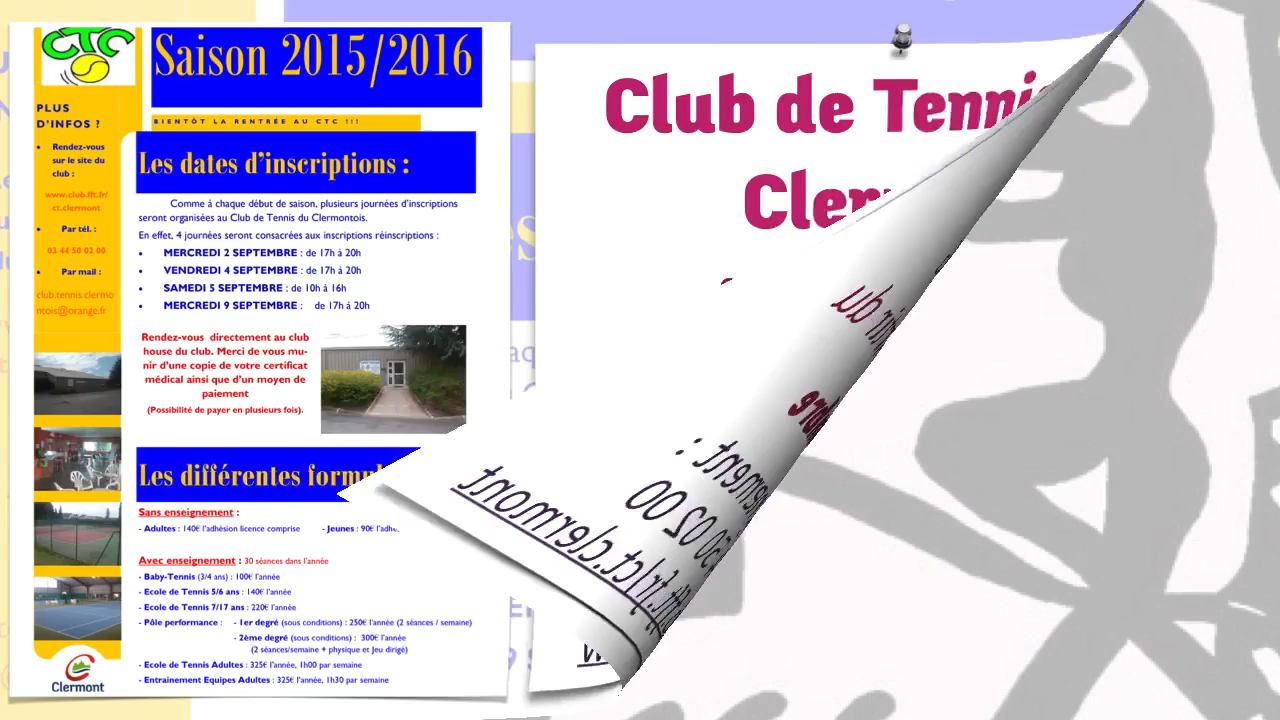 CTC
Saison 2015/2016
BIENTÔT LA RENTRÉE AU CTC !!!
PLUS
D'INFOS ?
• Rendez-vous
sur le site du
club :
www.club.fft.fr/
ct.clermont
• Par tél. :
03 44 50 02 00
• Par mail :
club.tennis.clermo
ntois@orange.fr
Clermont
Les dates d'inscriptions :
Comme à chaque début de saison, plusieurs journées d'inscriptions
seront organisées au Club de Tennis du Clermontois.
En effet, 4 journées seront consacrées aux inscriptions réinscriptions :
• MERCREDI 2 SEPTEMBRE : de 17h à 20h
• VENDREDI 4 SEPTEMBRE : de 17h à 20h
• SAMEDI 5 SEPTEMBRE : de 10h à 16h
• MERCREDI 9 SEPTEMBRE : de 17h à 20h
Rendez-vous directement au club
house du club. Merci de vous mu-
nir d'une copie de votre certificat
médical ainsi que d'un moyen de
paiement
(Possibilité de payer en plusieurs fois).
Les différentes formul
Sans enseignement :
- Adultes : 140€ l'adhésion licence comprise - Jeunes : 90€ l'adhé
Avec enseignement : 30 séances dans l'année
- Baby-Tennis (3/4 ans) : 100€ l'année
- Ecole de Tennis 5/6 ans : 140€ l'année
- Ecole de Tennis 7/17 ans : 220€ l'année
- Pôle performance : - 1er degré (sous conditions) : 250€ l'année (2 séances / semaine)
- 2ème degré (sous conditions) : 300€ l'année
(2 séances/semaine + physique et Jeu dirigé)
- Ecole de Tennis Adultes : 325€ l'année, 1h00 par semaine
- Entrainement Equipes Adultes : 325€ l'année, 1h30 par semaine
Club de Tennis
Cler
02 00
fr/ct.clermont